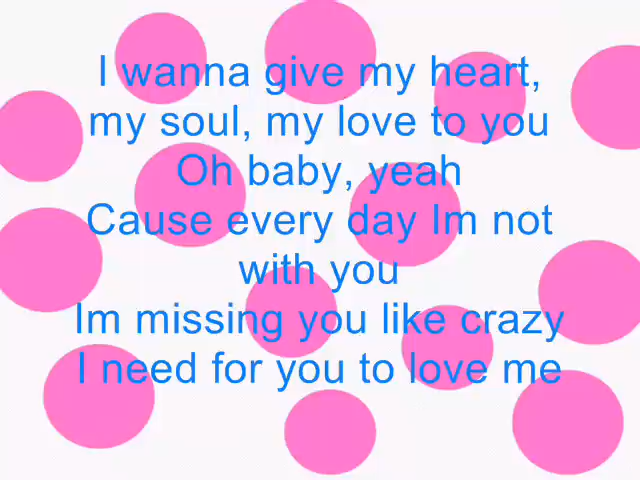 I wanna give my heart,
my soul, my love to you
Oh baby, yeah
Cause every day Im not
with you
Im missing you like crazy
I need for you to love me